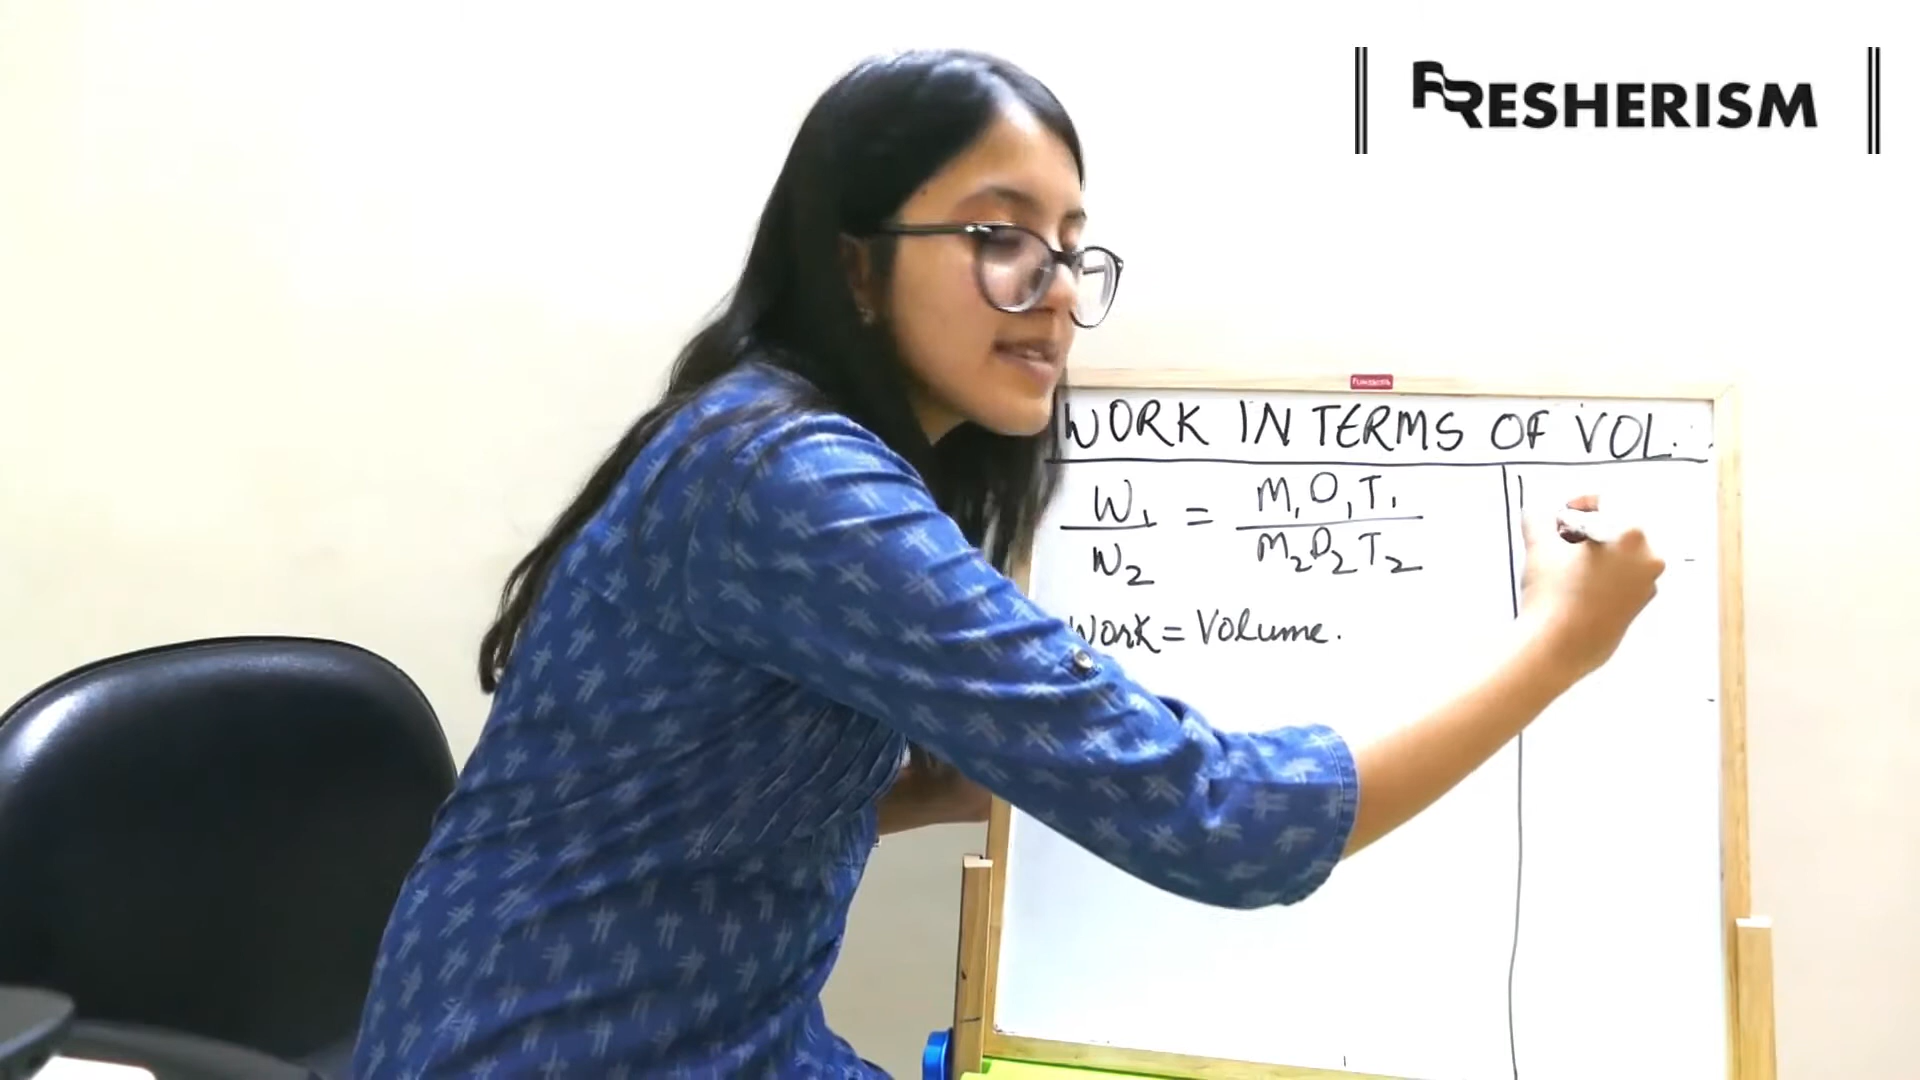 FRESHERISM
WORK IN TERMS OF VOL.
W₁ / W₂ = M₁D₁T₁ / M₂D₂T₂
Work = Volume.